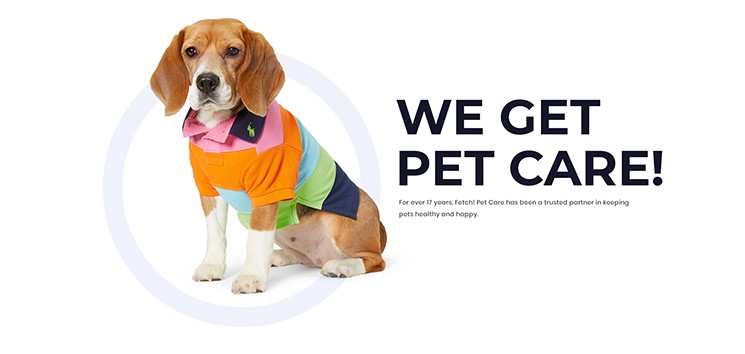 WE GET
PET CARE!
For over 17 years, Fetch! Pet Care has been a trusted partner in keeping
pets healthy and happy.